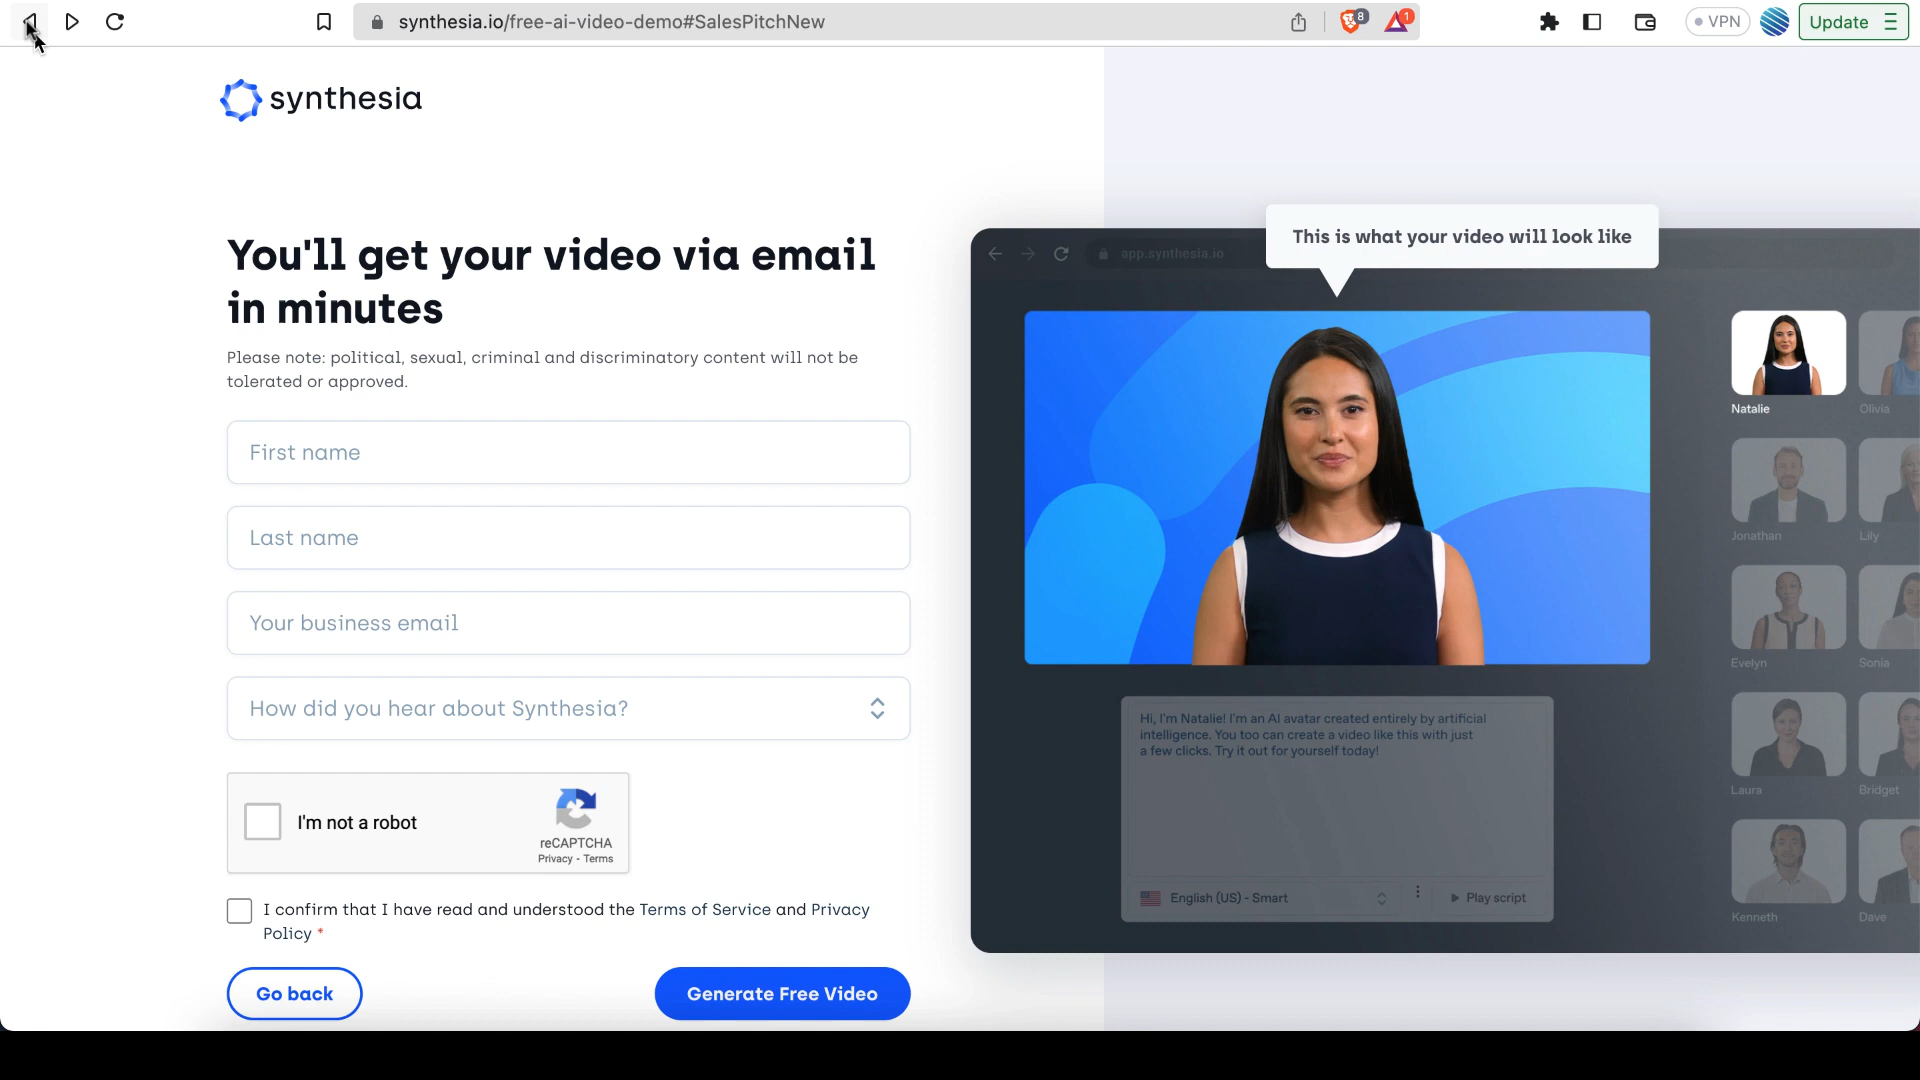 synthesia.io/free-ai-video-demo#SalesPitchNew
8
1
VPN
Update
synthesia
You'll get your video via email
in minutes
Please note: political, sexual, criminal and discriminatory content will not be
tolerated or approved.
First name
Last name
Your business email
How did you hear about Synthesia?
I'm not a robot
reCAPTCHA
Privacy - Terms
I confirm that I have read and understood the Terms of Service and Privacy
Policy *
Go back
Generate Free Video
This is what your video will look like
app.synthesia.io
Natalie
Olivia
Jonathan
Lily
Evelyn
Sonia
Laura
Bridget
Kenneth
Dave
Hi, I'm Natalie! I'm an AI avatar created entirely by artificial
intelligence. You too can create a video like this with just
a few clicks. Try it out for yourself today!
English (US) - Smart
Play script